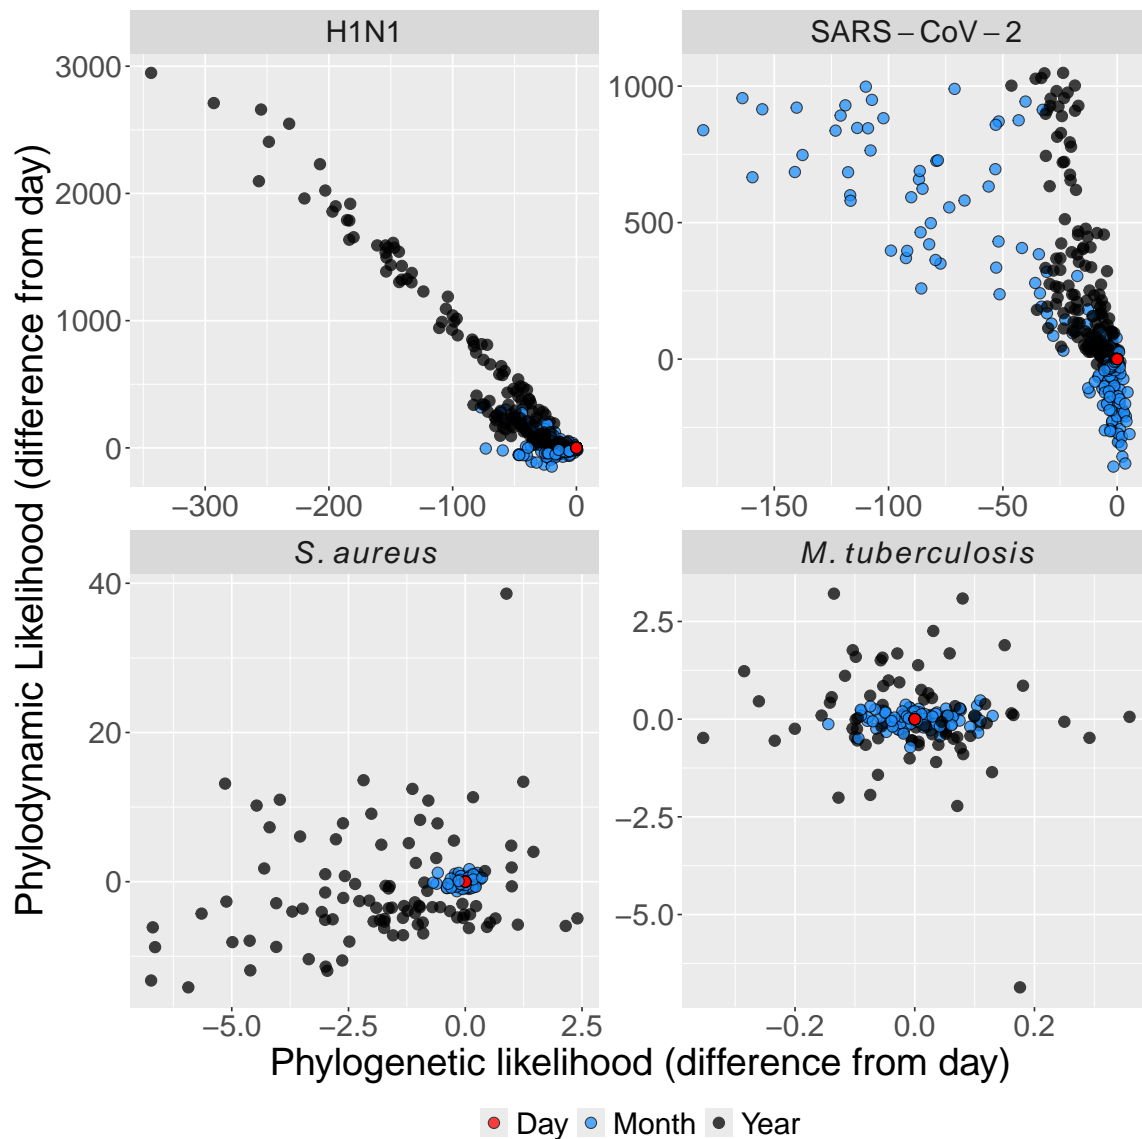 H1N1
SARS−CoV−2
3000
2000
1000
0
1000
500
0
−300 −200 −100 0
−150 −100 −50 0
S. aureus
M. tuberculosis
40
20
0
2.5
0.0
−2.5
−5.0
−5.0 −2.5 0.0 2.5
−0.2 0.0 0.2
Phylodynamic Likelihood (difference from day)
Phylogenetic likelihood (difference from day)
Day Month Year